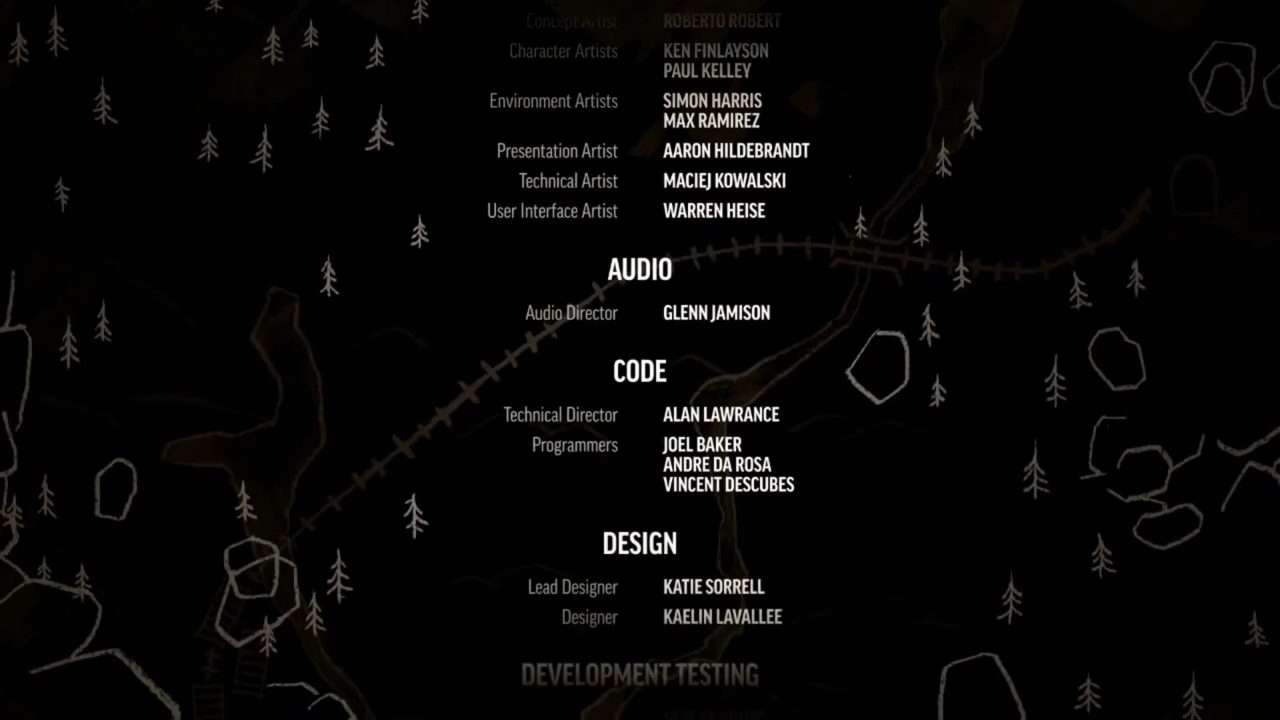 Concept Artist ROBERTO ROBERT
Character Artists KEN FINLAYSON
PAUL KELLEY
Environment Artists SIMON HARRIS
MAX RAMIREZ
Presentation Artist AARON HILDEBRANDT
Technical Artist MACIEJ KOWALSKI
User Interface Artist WARREN HEISE
AUDIO
Audio Director GLENN JAMISON
CODE
Technical Director ALAN LAWRANCE
Programmers JOEL BAKER
ANDRE DA ROSA
VINCENT DESCUBES
DESIGN
Lead Designer KATIE SORRELL
Designer KAELIN LAVALLEE
DEVELOPMENT TESTING